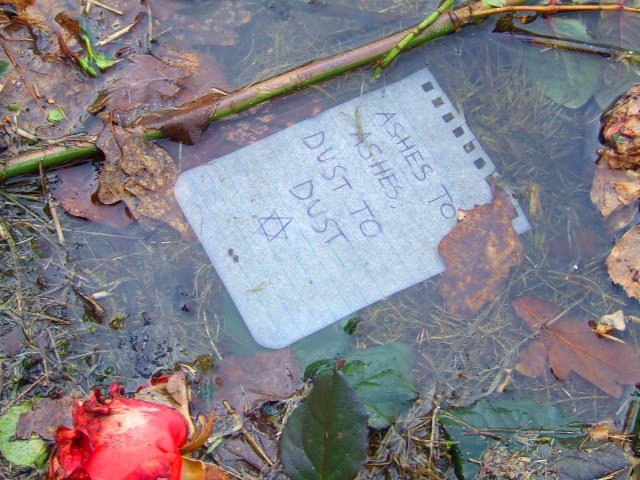 ASHES TO
ASHES,
DUST TO
DUST